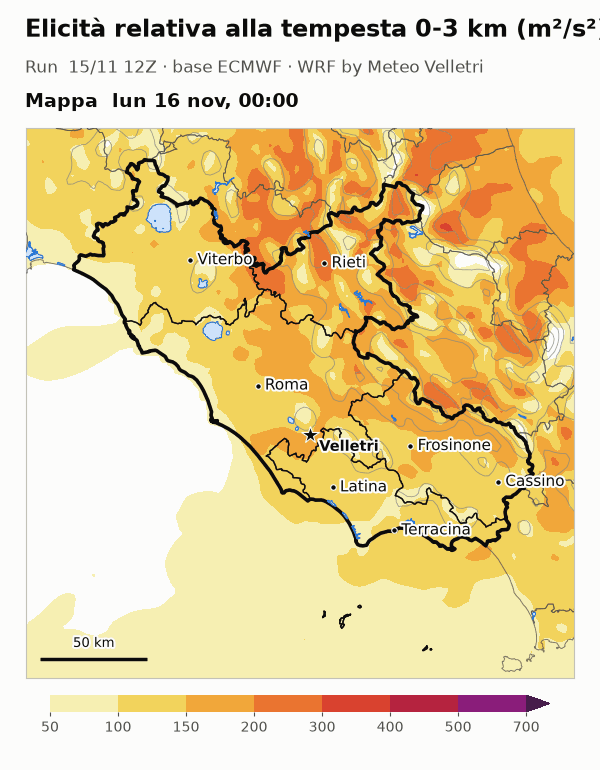 Elicità relativa alla tempesta 0-3 km (m²/s²)
Run 15/11 12Z · base ECMWF · WRF by Meteo Velletri
Mappa lun 16 nov, 00:00
Viterbo
Rieti
Roma
Velletri
Frosinone
Latina
Cassino
Terracina
50 km
50 100 150 200 300 400 500 700